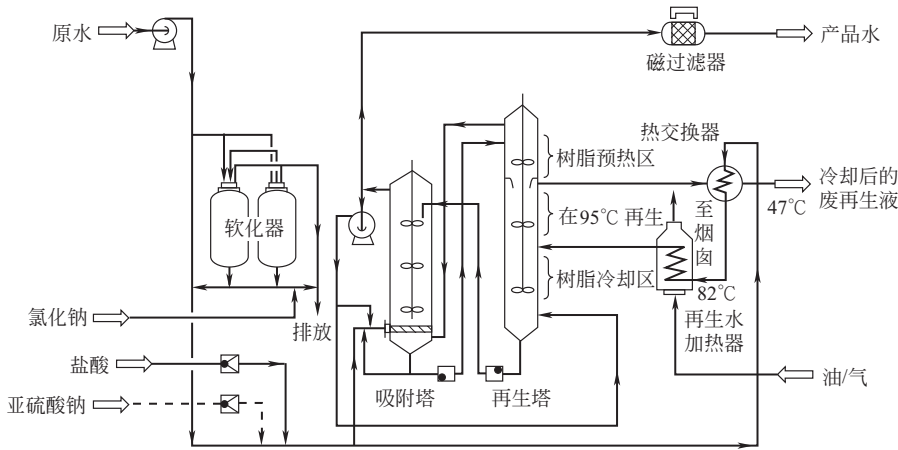 原水
产品水
磁过滤器
热交换器
树脂预热区
冷却后的
废再生液
47℃
至
烟
囱
在95℃ 再生
软化器
树脂冷却区
82℃
再生水
加热器
氯化钠
排放
盐酸
油/气
吸附塔
再生塔
亚硫酸钠